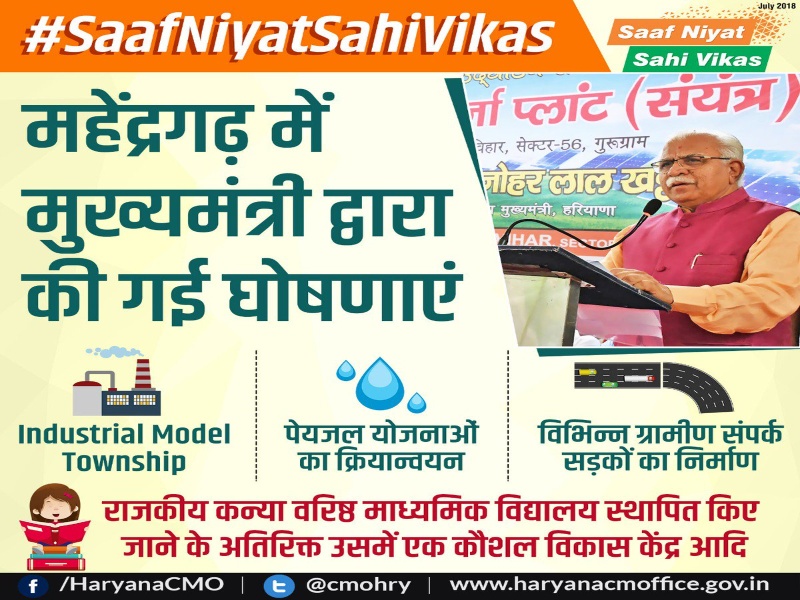 July 2018
#SaafNiyatSahiVikas
Saaf Niyat
Sahi Vikas
महेंद्रगढ़ में
मुख्यमंत्री द्वारा
की गई घोषणाएं
प्लांट (संयंत्र)
सेक्टर-56, गुरूग्राम
लाल
मुख्यमंत्री, हरियाणा
Industrial Model
Township
पेयजल योजनाओं
का क्रियान्वयन
विभिन्न ग्रामीण संपर्क
सड़कों का निर्माण
राजकीय कन्या वरिष्ठ माध्यमिक विद्यालय स्थापित किए
जाने के अतिरिक्त उसमें एक कौशल विकास केंद्र आदि
/HaryanaCMO | @cmohry | www.haryanacmoffice.gov.in